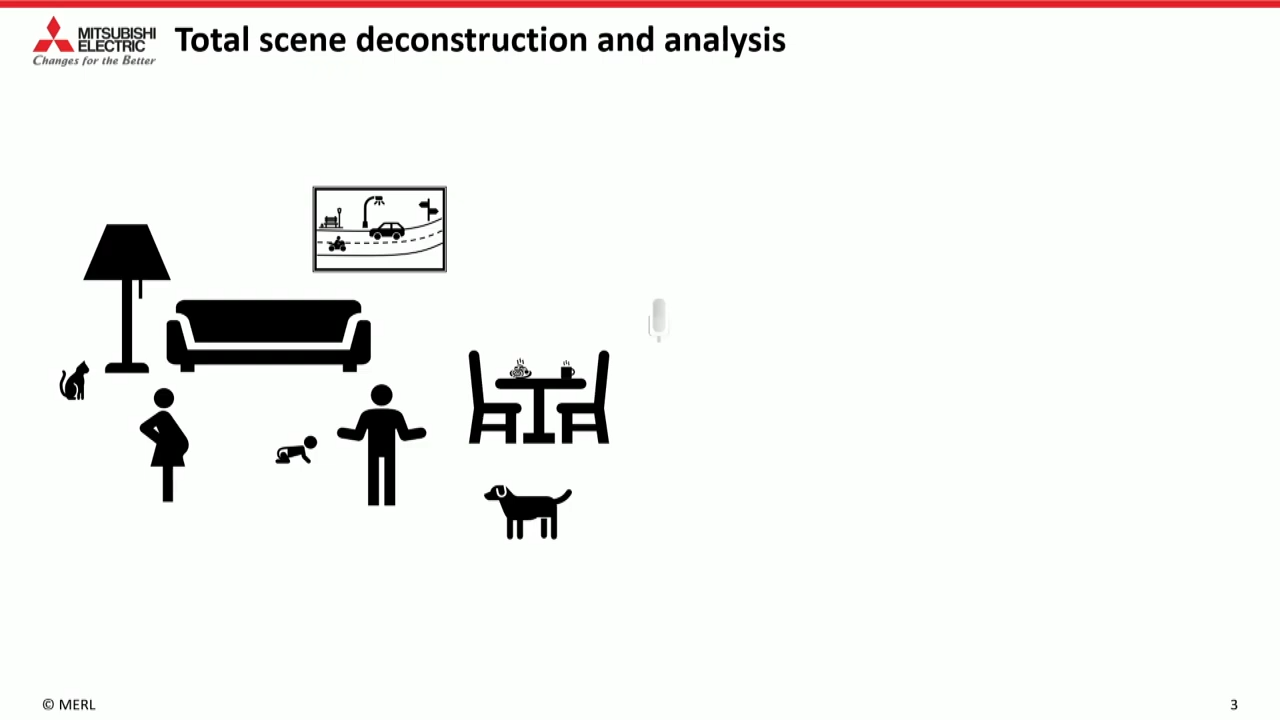 MITSUBISHI
ELECTRIC
Changes for the Better
Total scene deconstruction and analysis
© MERL
3